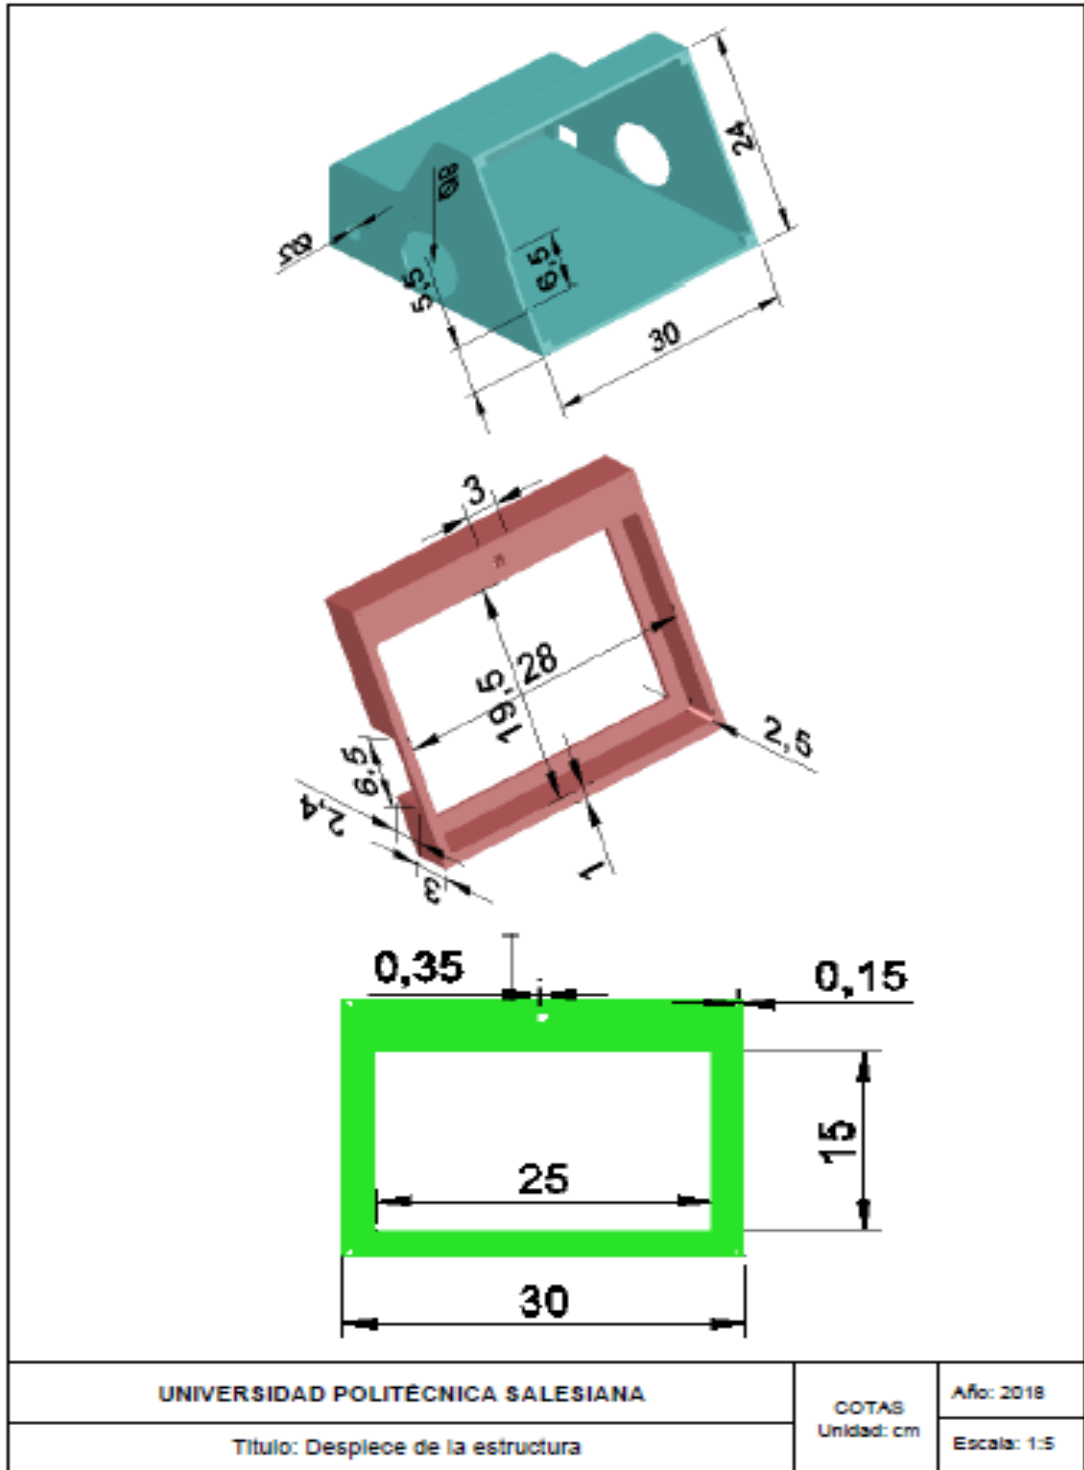 24
Ø8
Ø2
5,5
6,5
30
3
28
19,5
2,5
6,5
2,4
3
1
0,35
0,15
15
25
30
UNIVERSIDAD POLITÉCNICA SALESIANA
Título: Despiece de la estructura
COTAS
Unidad: cm
Año: 2018
Escala: 1:5